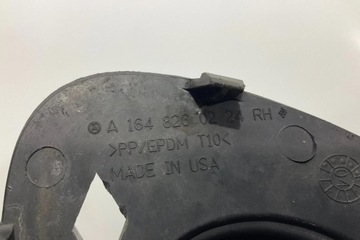 A 164 826 02 24 RH
>PP/EPDM T10<
MADE IN USA